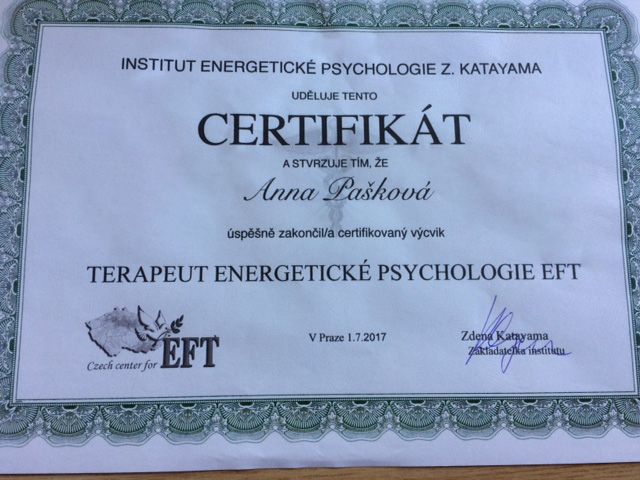 INSTITUT ENERGETICKÉ PSYCHOLOGIE Z. KATAYAMA
UDĚLUJE TENTO
CERTIFIKÁT
A STVRZUJE TÍM, ŽE
Anna Pašková
úspěšně zakončil/a certifikovaný výcvik
TERAPEUT ENERGETICKÉ PSYCHOLOGIE EFT
Czech center for EFT
V Praze 1.7.2017
Zdena Katayama
Zakladatelka institutu